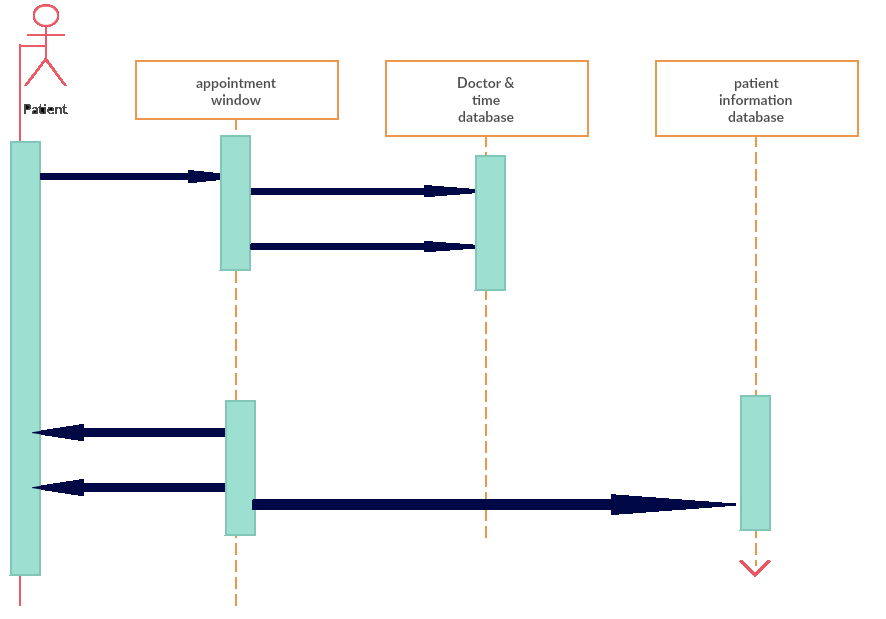 Patient
appointment
window
Doctor &
time
database
patient
information
database